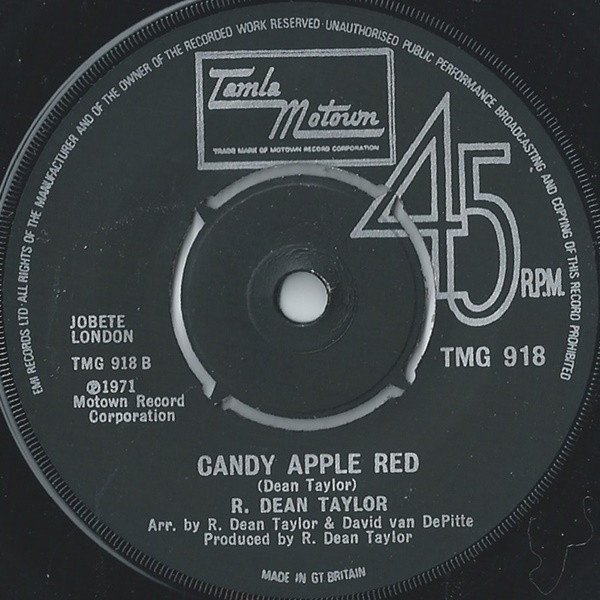 EMI RECORDS LTD ALL RIGHTS OF THE MANUFACTURER AND OF THE OWNER OF THE RECORDED WORK RESERVED · UNAUTHORISED PUBLIC PERFORMANCE BROADCASTING AND COPYING OF THIS RECORD PROHIBITED
Tamla
Motown
TRADE MARK OF MOTOWN RECORD CORPORATION
45
R.P.M.
JOBETE
LONDON
TMG 918 B
℗1971
Motown Record
Corporation
TMG 918
CANDY APPLE RED
(Dean Taylor)
R. DEAN TAYLOR
Arr. by R. Dean Taylor & David van DePitte
Produced by R. Dean Taylor
MADE IN GT. BRITAIN